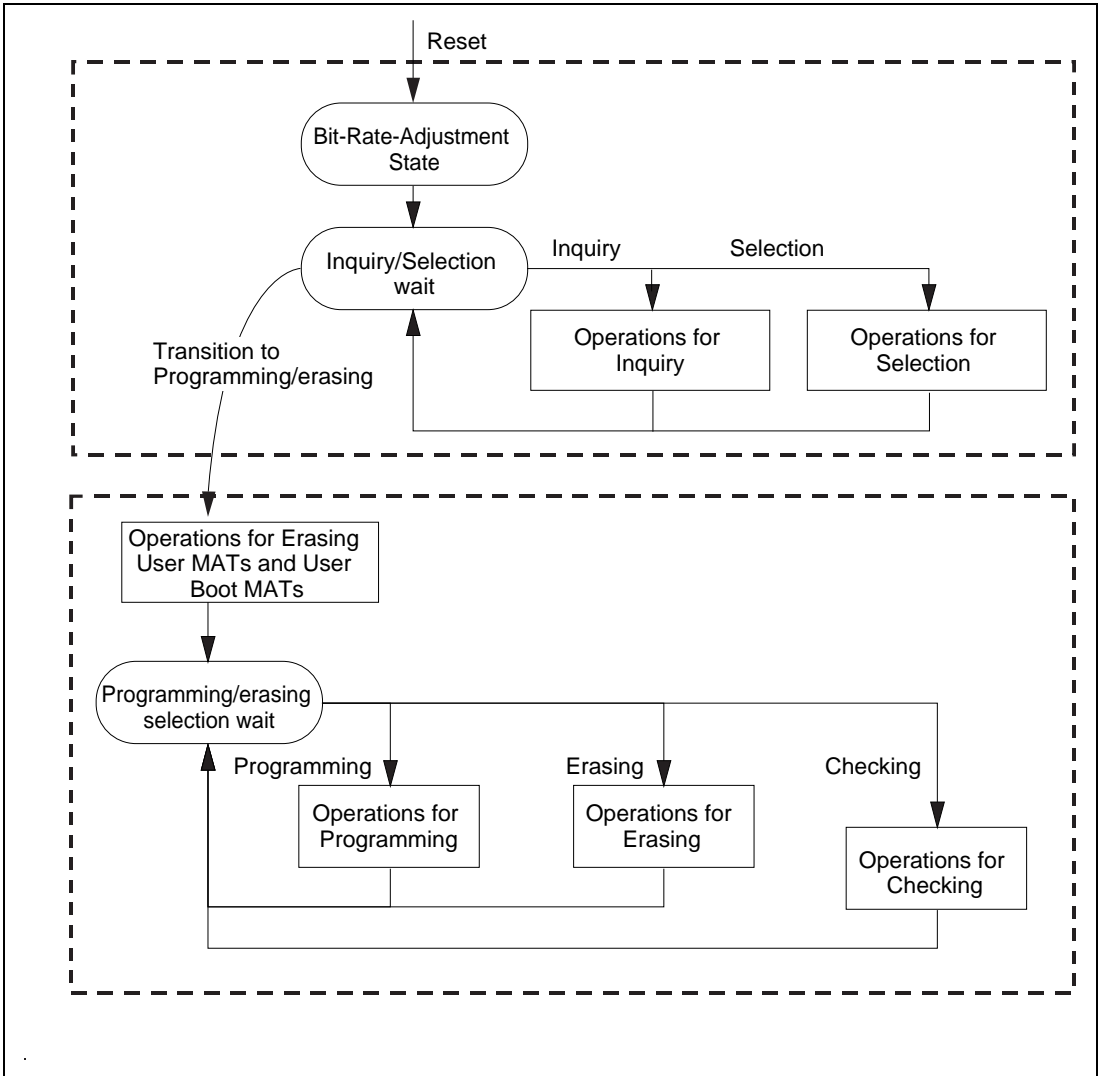 Reset
Bit-Rate-Adjustment
State
Inquiry/Selection
wait
Inquiry
Selection
Operations for
Inquiry
Operations for
Selection
Transition to
Programming/erasing
Operations for Erasing
User MATs and User
Boot MATs
Programming/erasing
selection wait
Programming
Erasing
Checking
Operations for
Programming
Operations for
Erasing
Operations for
Checking
.